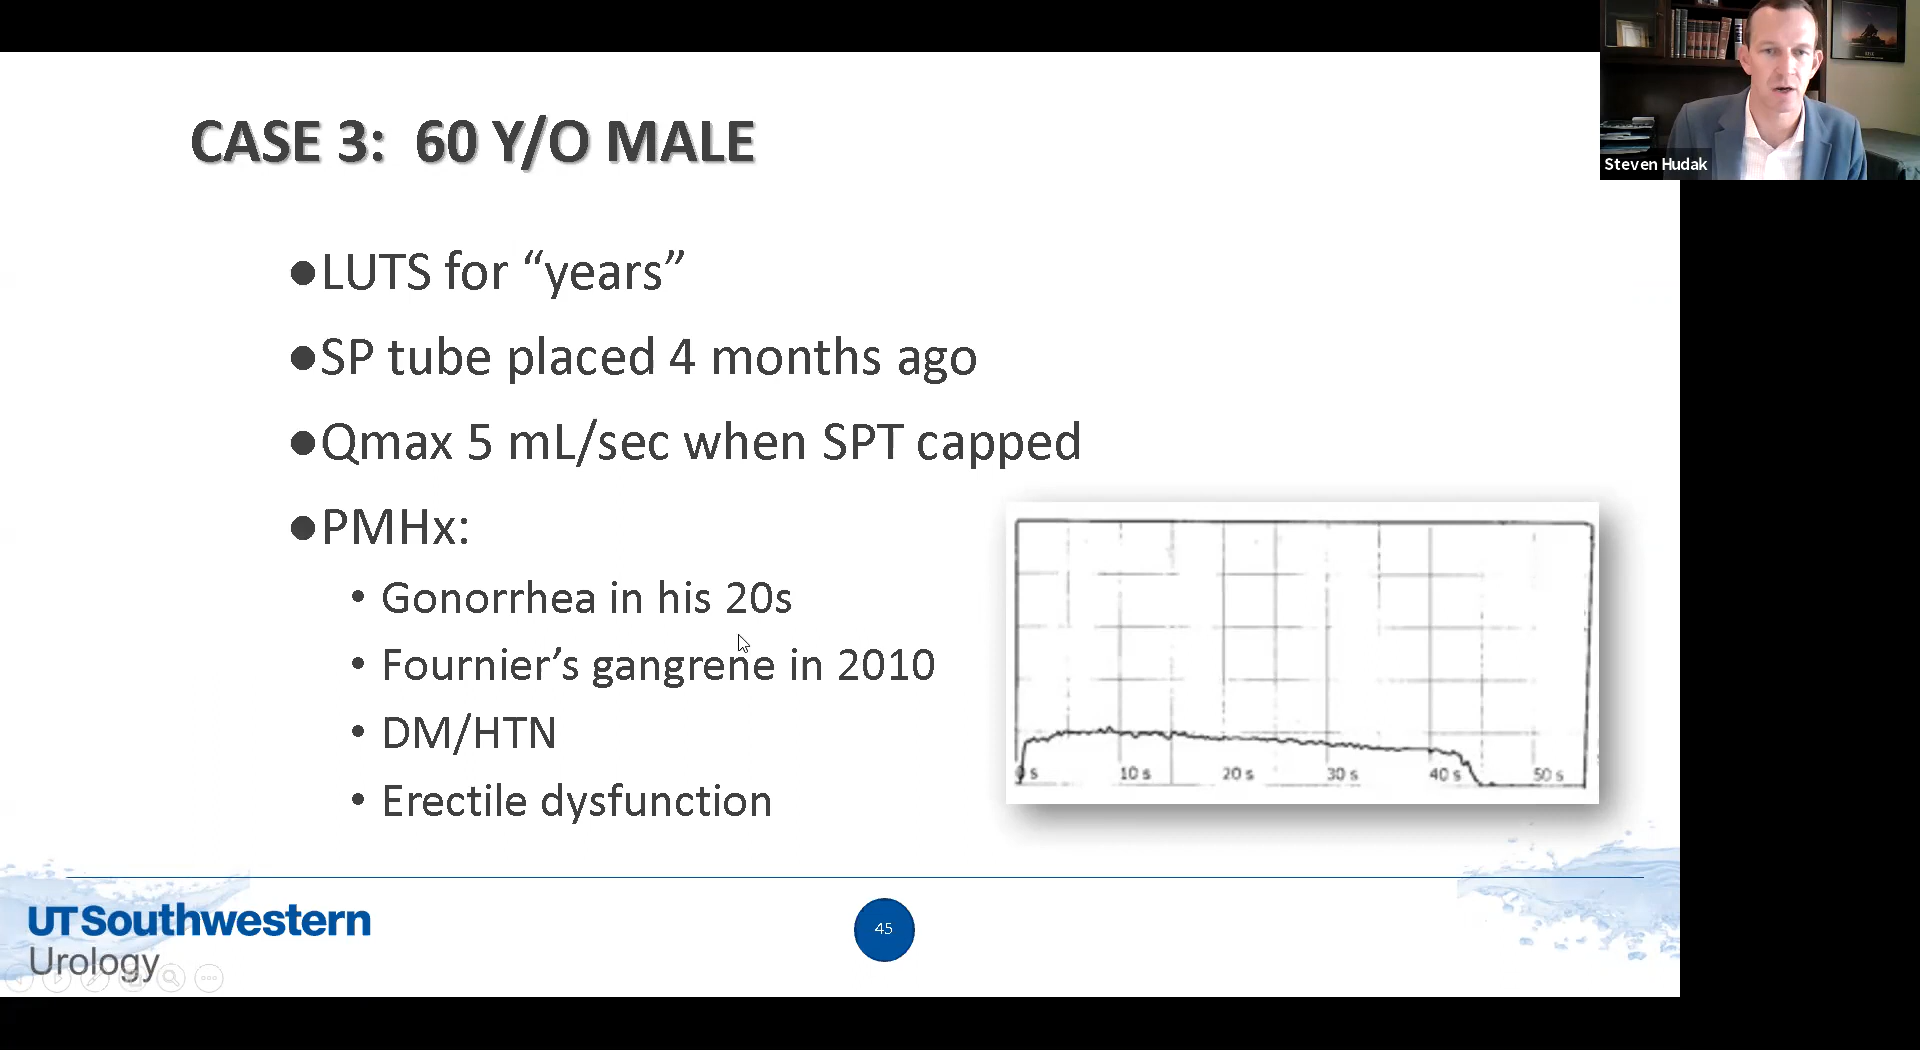 CASE 3: 60 Y/O MALE
Steven Hudak
●LUTS for “years”
●SP tube placed 4 months ago
●Qmax 5 mL/sec when SPT capped
●PMHx:
• Gonorrhea in his 20s
• Fournier’s gangrene in 2010
• DM/HTN
• Erectile dysfunction
0 s 10 s 20 s 30 s 40 s 50 s
UTSouthwestern
Urology
45